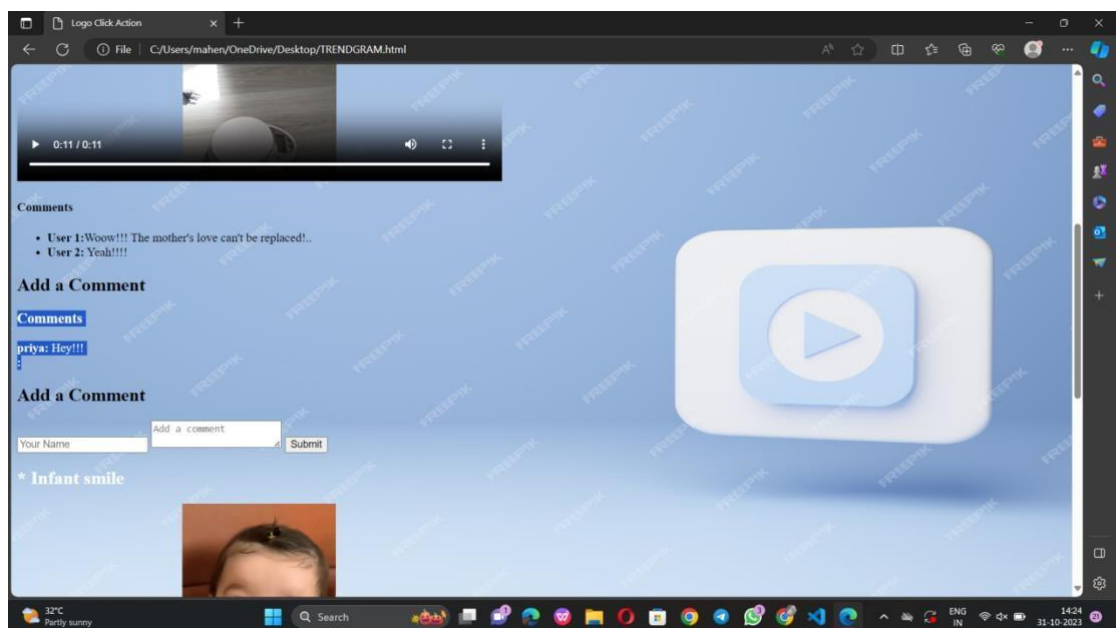 Logo Click Action
File
C:/Users/mahen/OneDrive/Desktop/TRENDGRAM.html
0:11 / 0:11
Comments
User 1:Woow!!! The mother's love can't be replaced!..
User 2: Yeah!!!!
Add a Comment
Comments
priya: Hey!!!
:
Add a Comment
Your Name
Add a comment
Submit
* Infant smile
FREEPIK
32°C
Partly sunny
Search
ENG
IN
14:24
31-10-2023